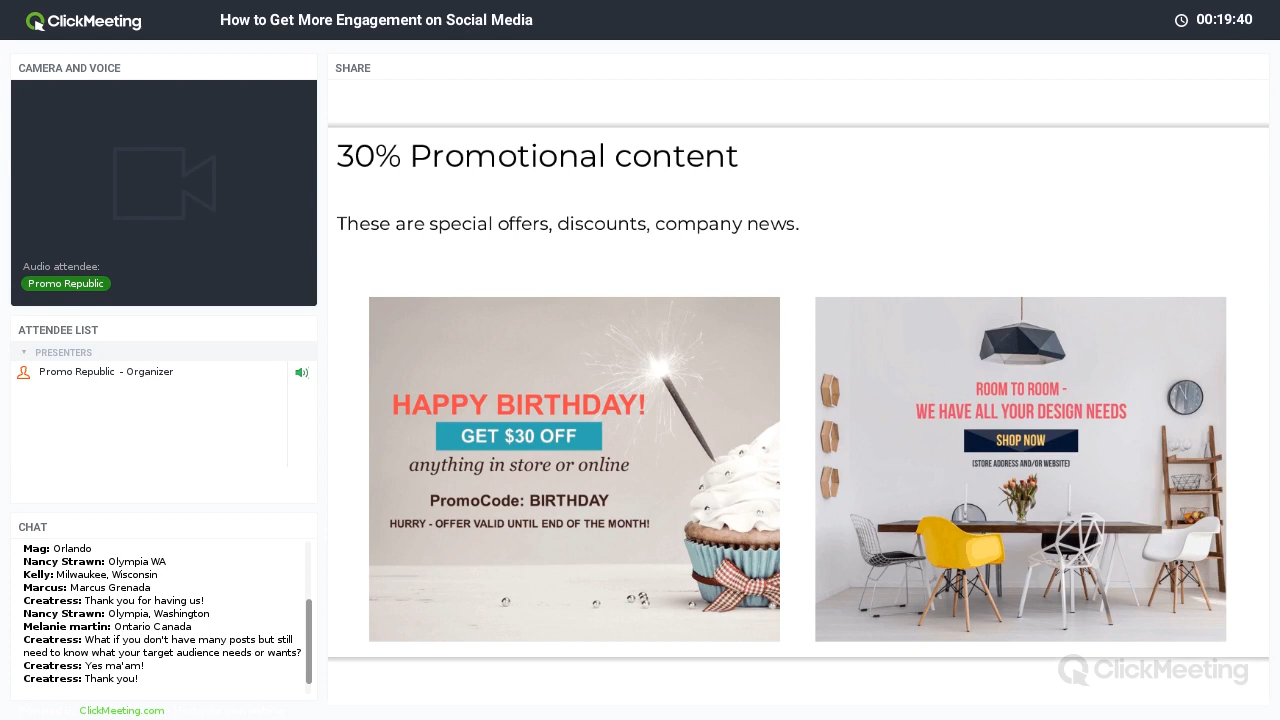 ClickMeeting
How to Get More Engagement on Social Media
00:19:40
CAMERA AND VOICE
Audio attendee:
Promo Republic
ATTENDEE LIST
PRESENTERS
Promo Republic - Organizer
CHAT
Mag: Orlando
Nancy Strawn: Olympia WA
Kelly: Milwaukee, Wisconsin
Marcus: Marcus Grenada
Creatress: Thank you for having us!
Nancy Strawn: Olympia, Washington
Melanie martin: Ontario Canada
Creatress: What if you don't have many posts but still
need to know what your target audience needs or wants?
Creatress: Yes ma'am!
Creatress: Thank you!
ClickMeeting.com
SHARE
30% Promotional content
These are special offers, discounts, company news.
HAPPY BIRTHDAY!
GET $30 OFF
anything in store or online
PromoCode: BIRTHDAY
HURRY - OFFER VALID UNTIL END OF THE MONTH!
ROOM TO ROOM -
WE HAVE ALL YOUR DESIGN NEEDS
SHOP NOW
(STORE ADDRESS AND/OR WEBSITE)
ClickMeeting